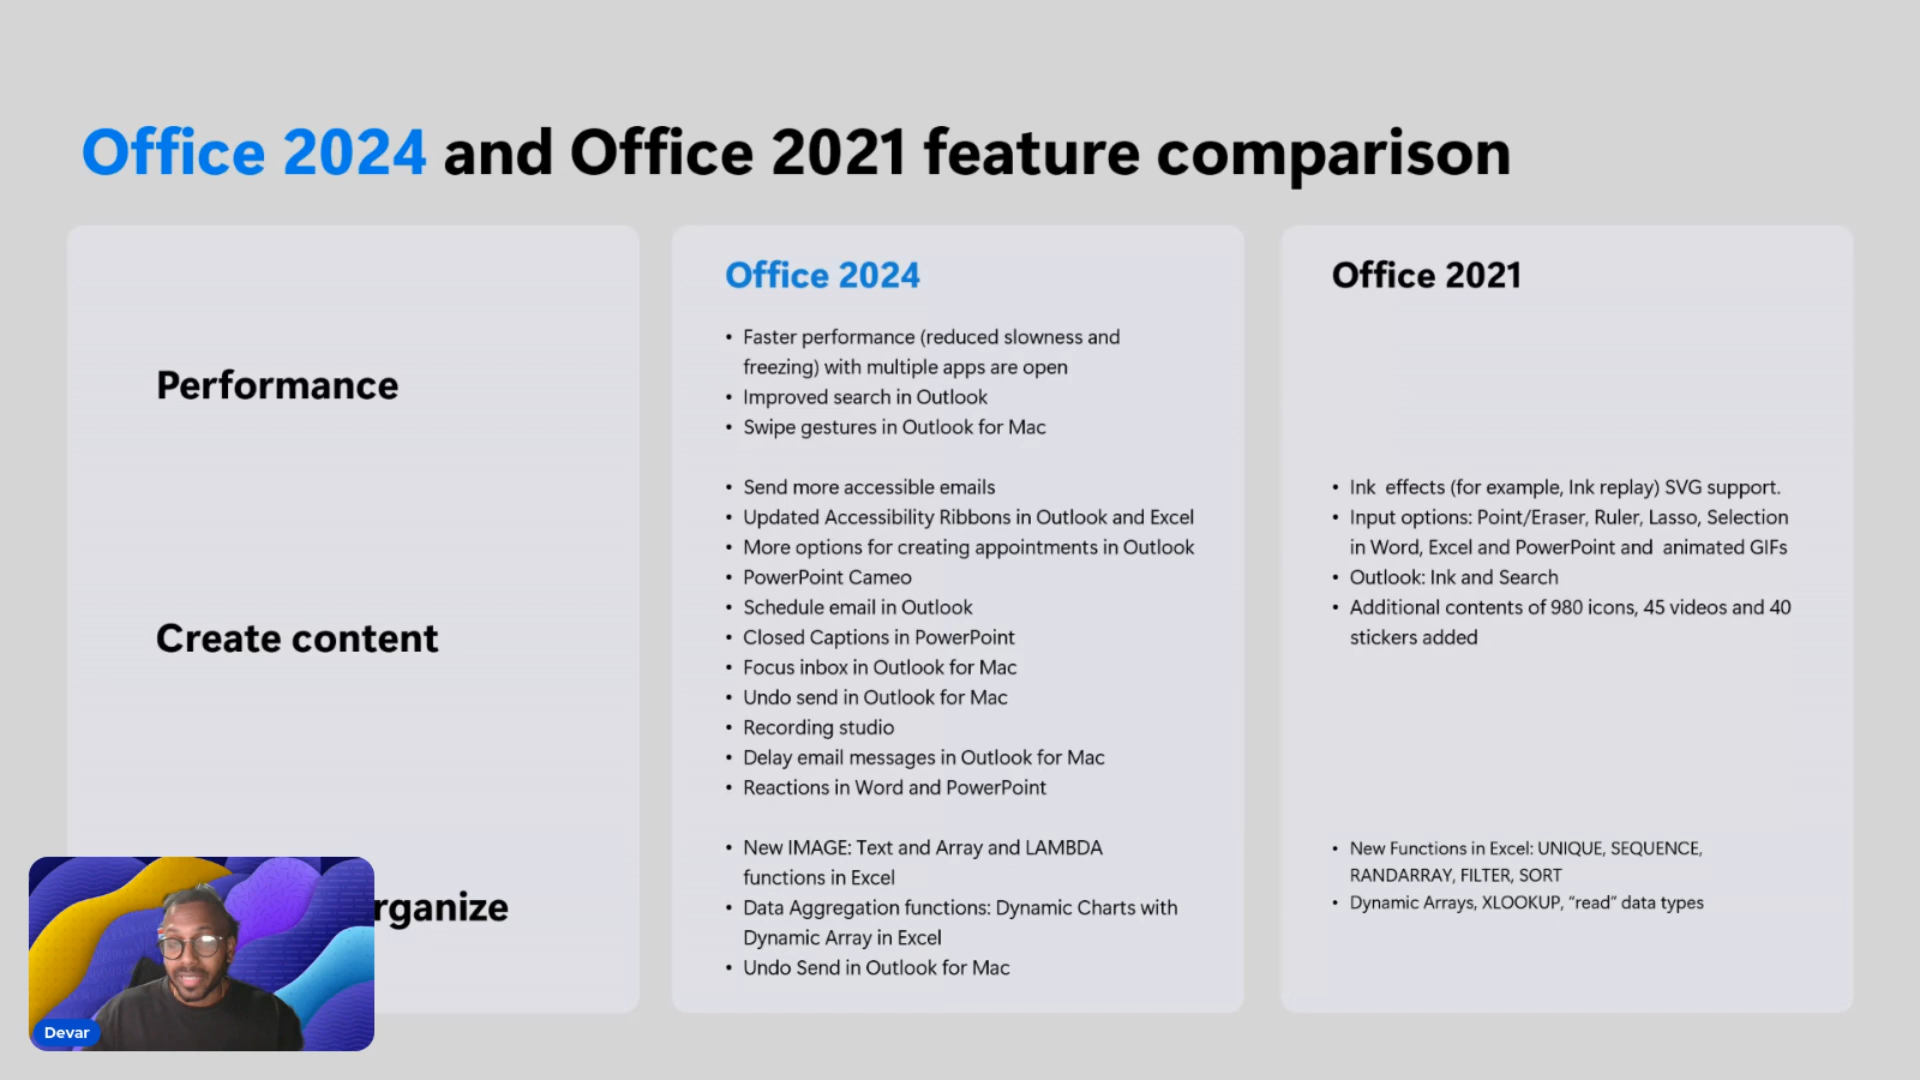 Office 2024 and Office 2021 feature comparison
Performance
Create content
rganize
Office 2024
• Faster performance (reduced slowness and
freezing) with multiple apps are open
• Improved search in Outlook
• Swipe gestures in Outlook for Mac
• Send more accessible emails
• Updated Accessibility Ribbons in Outlook and Excel
• More options for creating appointments in Outlook
• PowerPoint Cameo
• Schedule email in Outlook
• Closed Captions in PowerPoint
• Focus inbox in Outlook for Mac
• Undo send in Outlook for Mac
• Recording studio
• Delay email messages in Outlook for Mac
• Reactions in Word and PowerPoint
• New IMAGE: Text and Array and LAMBDA
functions in Excel
• Data Aggregation functions: Dynamic Charts with
Dynamic Array in Excel
• Undo Send in Outlook for Mac
Office 2021
• Ink effects (for example, Ink replay) SVG support.
• Input options: Point/Eraser, Ruler, Lasso, Selection
in Word, Excel and PowerPoint and animated GIFs
• Outlook: Ink and Search
• Additional contents of 980 icons, 45 videos and 40
stickers added
• New Functions in Excel: UNIQUE, SEQUENCE,
RANDARRAY, FILTER, SORT
• Dynamic Arrays, XLOOKUP, “read” data types
Devar